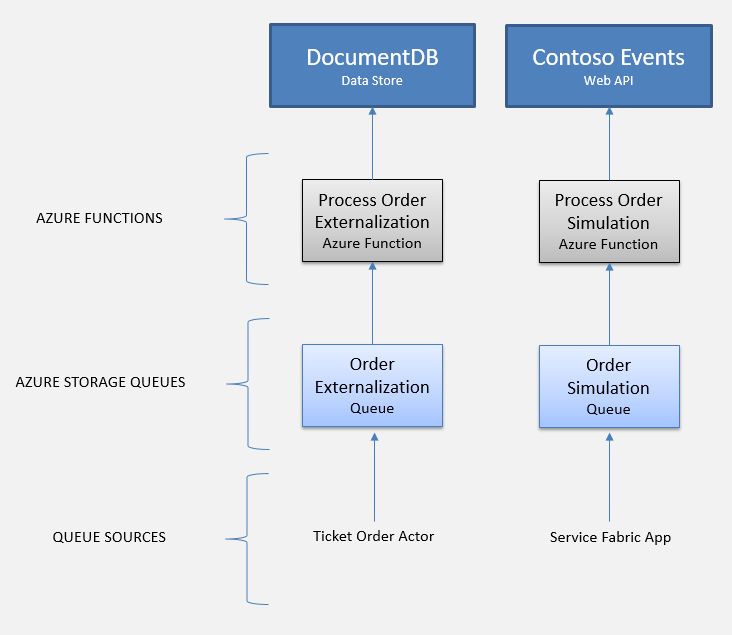 DocumentDB
Data Store
Contoso Events
Web API
AZURE FUNCTIONS
Process Order
Externalization
Azure Function
Process Order
Simulation
Azure Function
AZURE STORAGE QUEUES
Order
Externalization
Queue
Order
Simulation
Queue
QUEUE SOURCES
Ticket Order Actor
Service Fabric App